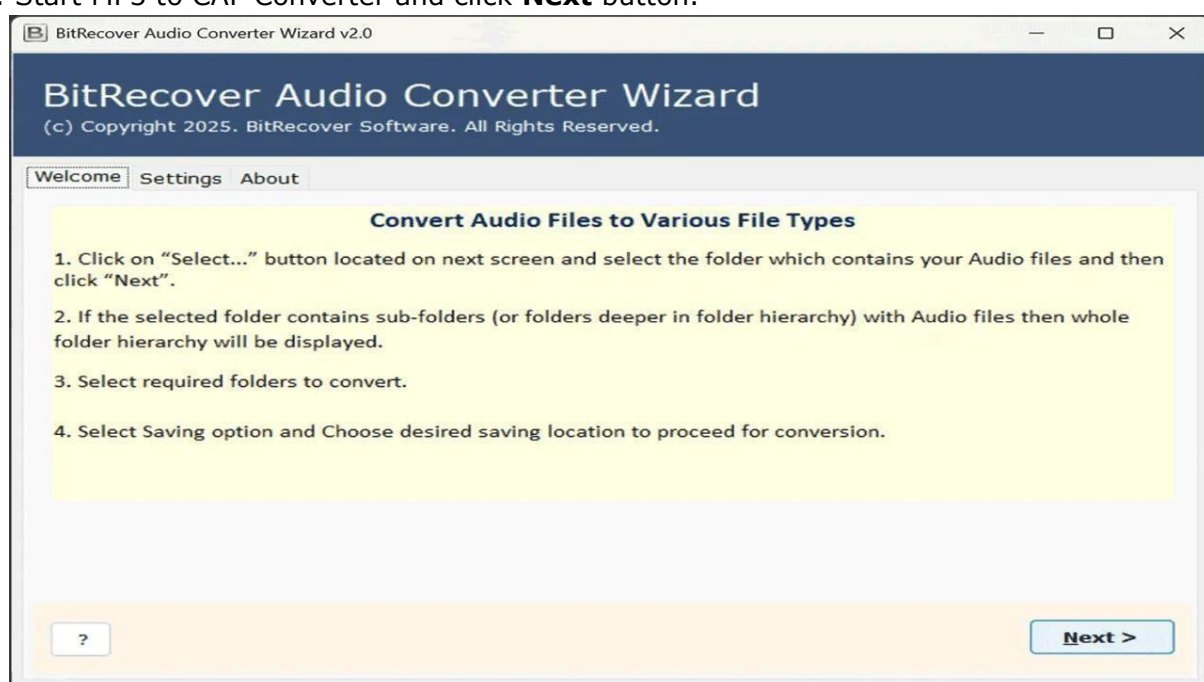 Start MP3 to CAF Converter and click Next button.
BitRecover Audio Converter Wizard v2.0
BitRecover Audio Converter Wizard
(c) Copyright 2025. BitRecover Software. All Rights Reserved.
Welcome Settings About
Convert Audio Files to Various File Types
1. Click on “Select...” button located on next screen and select the folder which contains your Audio files and then
click “Next”.
2. If the selected folder contains sub-folders (or folders deeper in folder hierarchy) with Audio files then whole
folder hierarchy will be displayed.
3. Select required folders to convert.
4. Select Saving option and Choose desired saving location to proceed for conversion.
? Next >